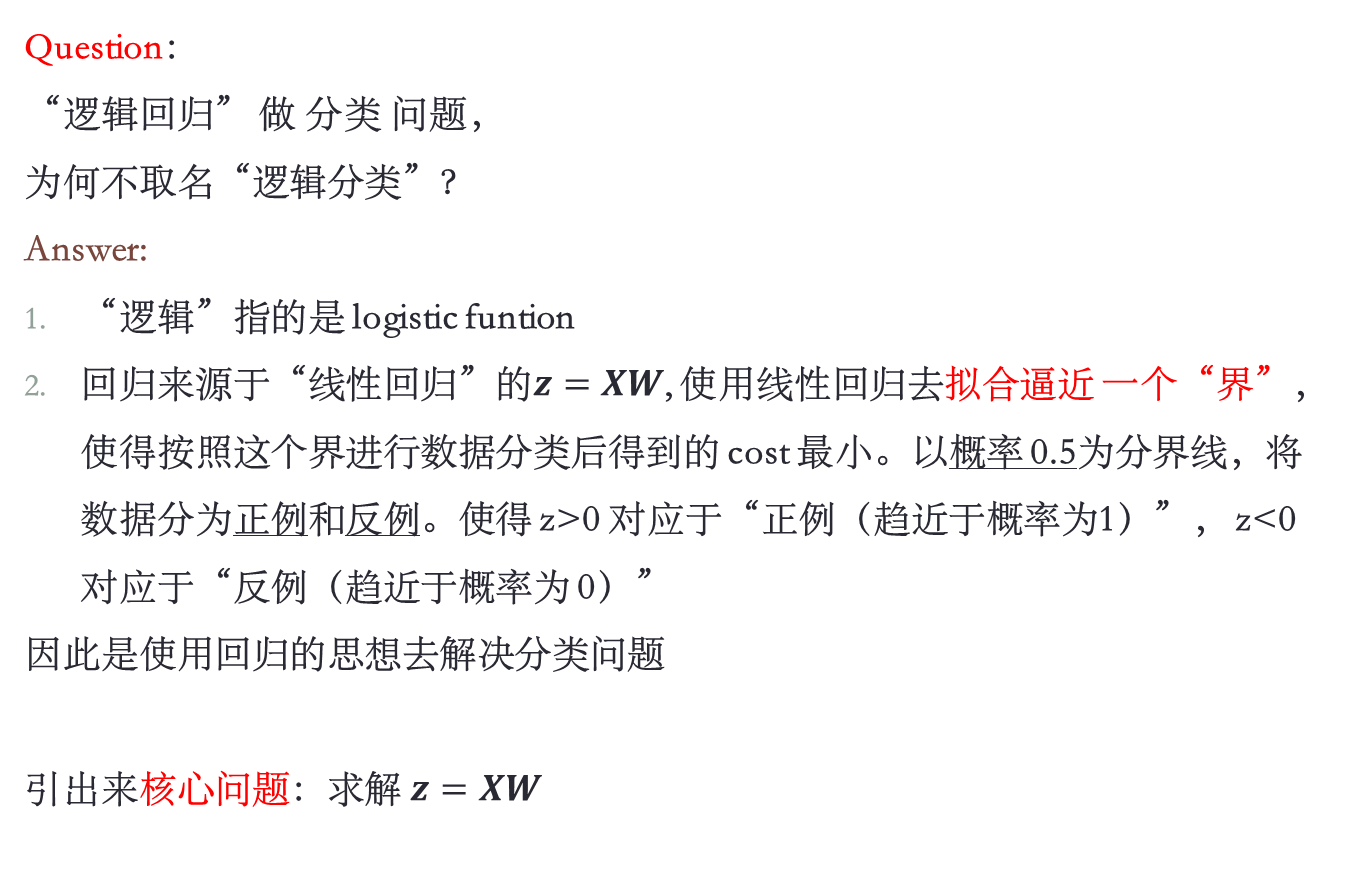 Question：
“逻辑回归” 做 分类 问题，
为何不取名“逻辑分类”？
Answer:
1. “逻辑”指的是 logistic funtion
2. 回归来源于“线性回归”的z = XW, 使用线性回归去拟合逼近 一个“界”，
使得按照这个界进行数据分类后得到的 cost 最小。以概率 0.5为分界线，将
数据分为正例和反例。使得 z>0 对应于“正例（趋近于概率为1）”，z<0
对应于“反例（趋近于概率为 0）”
因此是使用回归的思想去解决分类问题
引出来核心问题：求解 z = XW